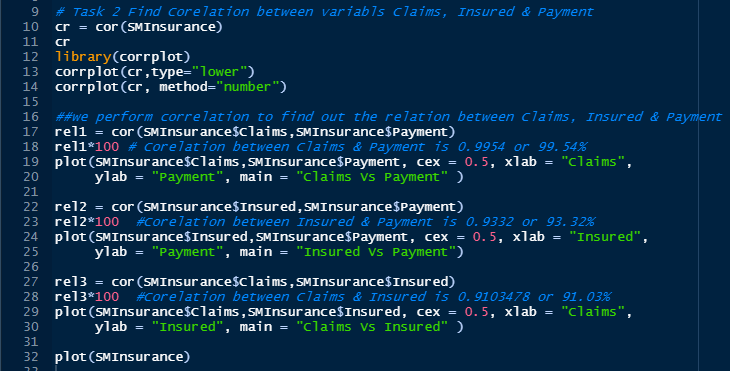 9 # Task 2 Find Corelation between variabls Claims, Insured & Payment
10 cr = cor(SMInsurance)
11 cr
12 library(corrplot)
13 corrplot(cr,type="lower")
14 corrplot(cr, method="number")
15
16 ##we perform correlation to find out the relation between Claims, Insured & Payment
17 rel1 = cor(SMInsurance$Claims,SMInsurance$Payment)
18 rel1*100 # Corelation between Claims & Payment is 0.9954 or 99.54%
19 plot(SMInsurance$Claims,SMInsurance$Payment, cex = 0.5, xlab = "Claims",
20 ylab = "Payment", main = "Claims Vs Payment" )
21
22 rel2 = cor(SMInsurance$Insured,SMInsurance$Payment)
23 rel2*100 #Corelation between Insured & Payment is 0.9332 or 93.32%
24 plot(SMInsurance$Insured,SMInsurance$Payment, cex = 0.5, xlab = "Insured",
25 ylab = "Payment", main = "Insured Vs Payment")
26
27 rel3 = cor(SMInsurance$Claims,SMInsurance$Insured)
28 rel3*100 #Corelation between Claims & Insured is 0.9103478 or 91.03%
29 plot(SMInsurance$Claims,SMInsurance$Insured, cex = 0.5, xlab = "Claims",
30 ylab = "Insured", main = "Claims Vs Insured" )
31
32 plot(SMInsurance)